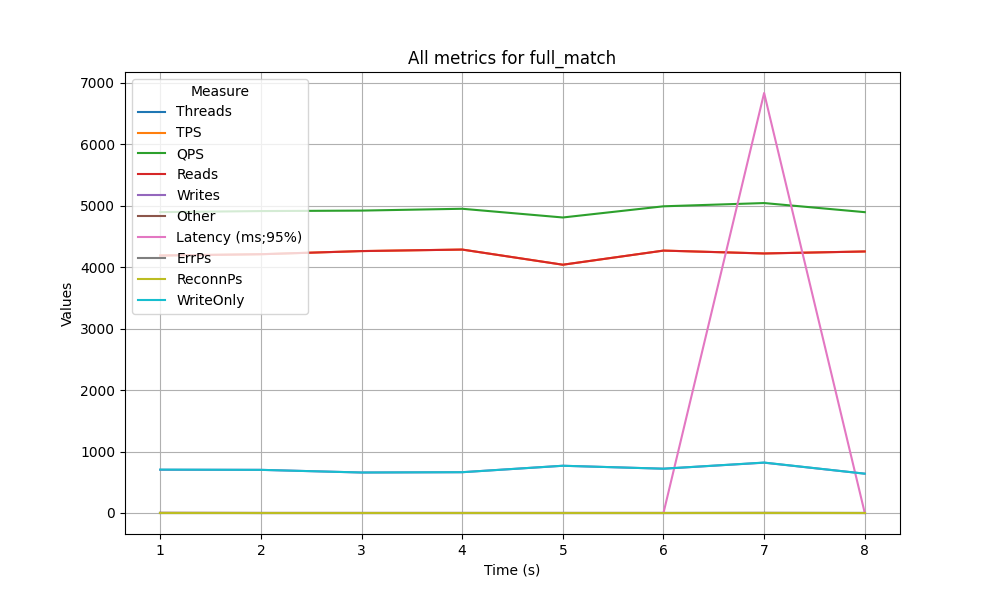 All metrics for full_match
7000
6000
5000
4000
3000
2000
1000
0
Values
Measure
Threads
TPS
QPS
Reads
Writes
Other
Latency (ms;95%)
ErrPs
ReconnPs
WriteOnly
1 2 3 4 5 6 7 8
Time (s)